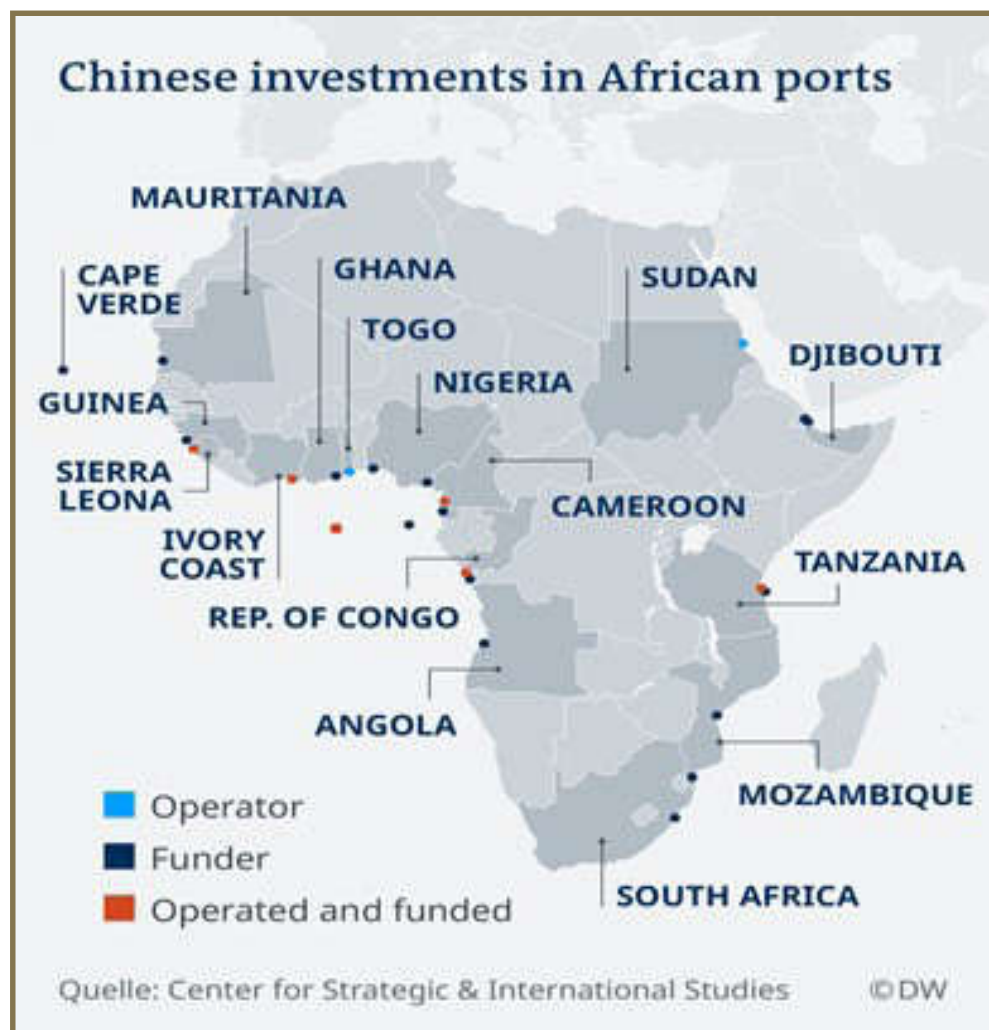 Chinese investments in African ports
MAURITANIA
CAPE
VERDE
GHANA
SUDAN
TOGO
DJIBOUTI
NIGERIA
GUINEA
SIERRA
LEONA
CAMEROON
IVORY
COAST
TANZANIA
REP. OF CONGO
ANGOLA
MOZAMBIQUE
Operator
Funder
Operated and funded
SOUTH AFRICA
Quelle: Center for Strategic & International Studies
©DW